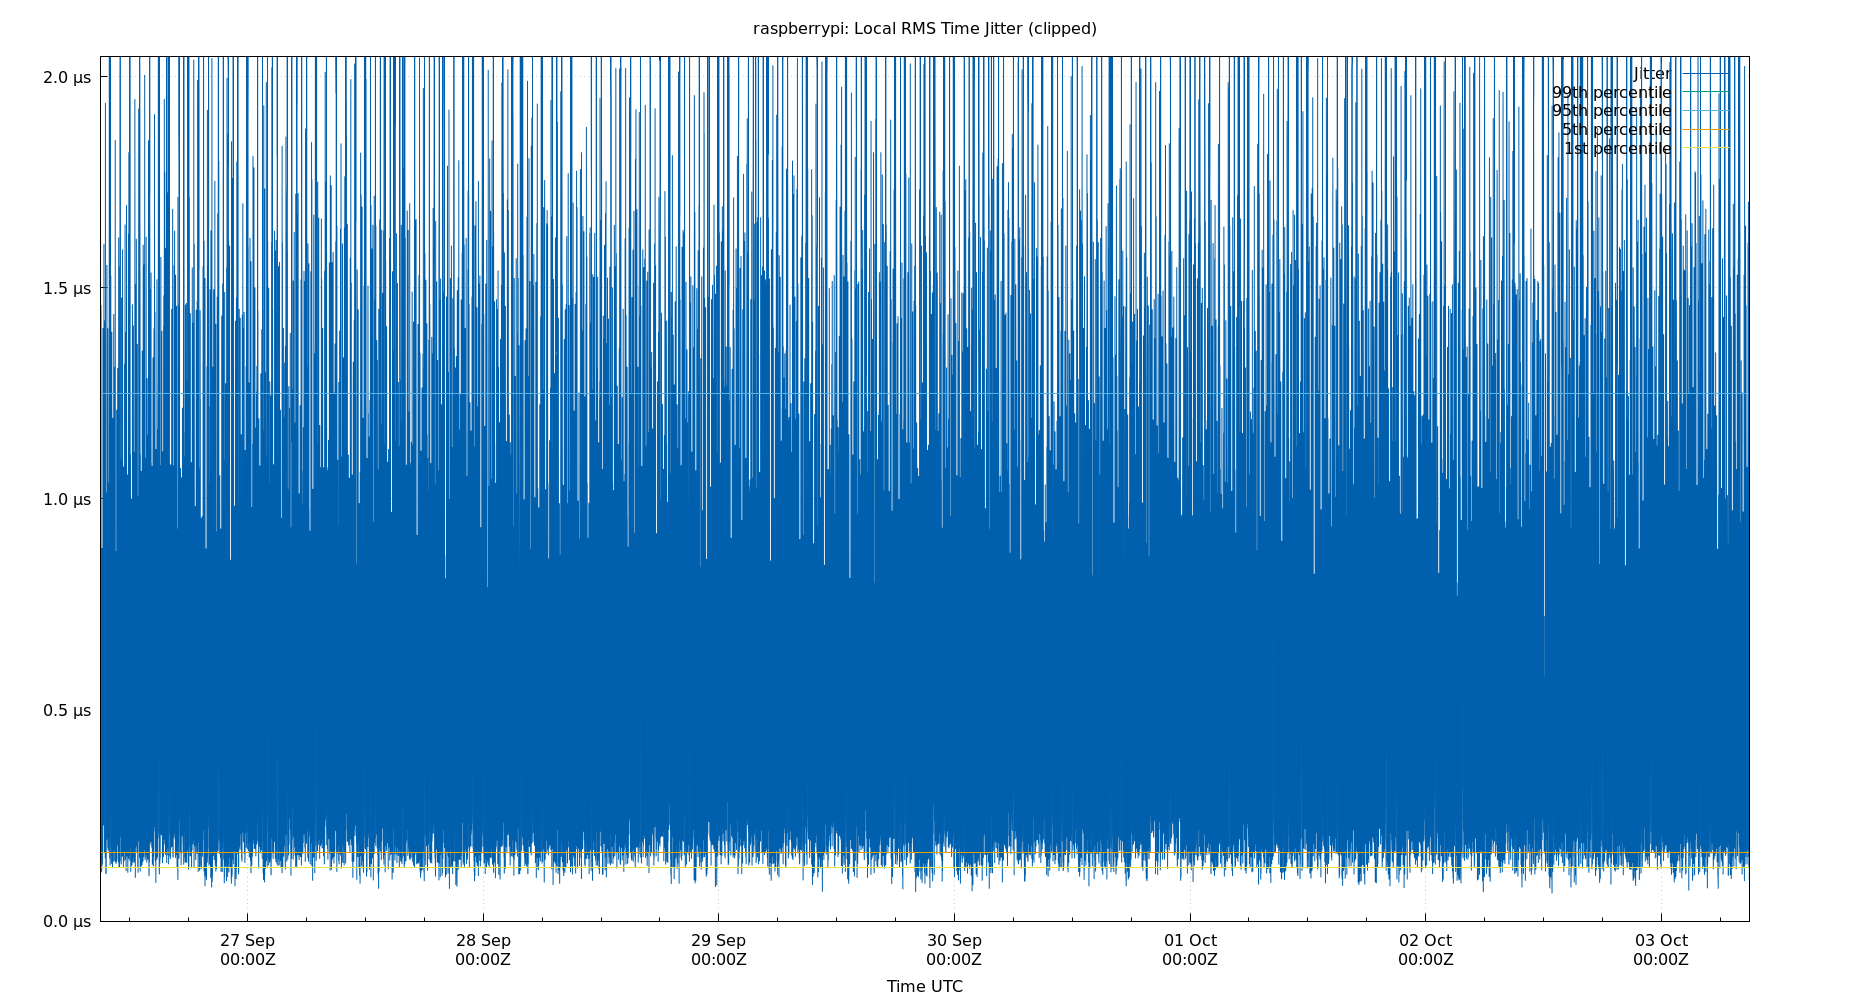 raspberrypi: Local RMS Time Jitter (clipped)
2.0 µs
1.5 µs
1.0 µs
0.5 µs
0.0 µs
Jitter
99th percentile
95th percentile
5th percentile
1st percentile
27 Sep
00:00Z
28 Sep
00:00Z
29 Sep
00:00Z
30 Sep
00:00Z
01 Oct
00:00Z
02 Oct
00:00Z
03 Oct
00:00Z
Time UTC